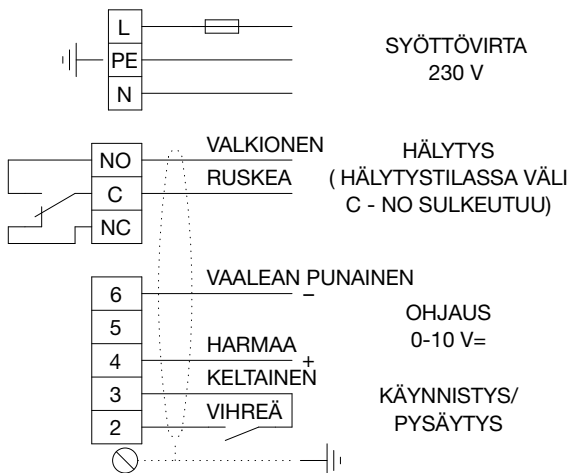 L
PE
N
SYÖTTÖVIRTA
230 V
NO
C
NC
VALKIONEN
RUSKEA
HÄLYTYS
( HÄLYTYSTILASSA VÄLI
C - NO SULKEUTUU)
6
5
4
3
2
VAALEAN PUNAINEN
–
HARMAA
+
KELTAINEN
VIHREÄ
OHJAUS
0-10 V=
KÄYNNISTYS/
PYSÄYTYS